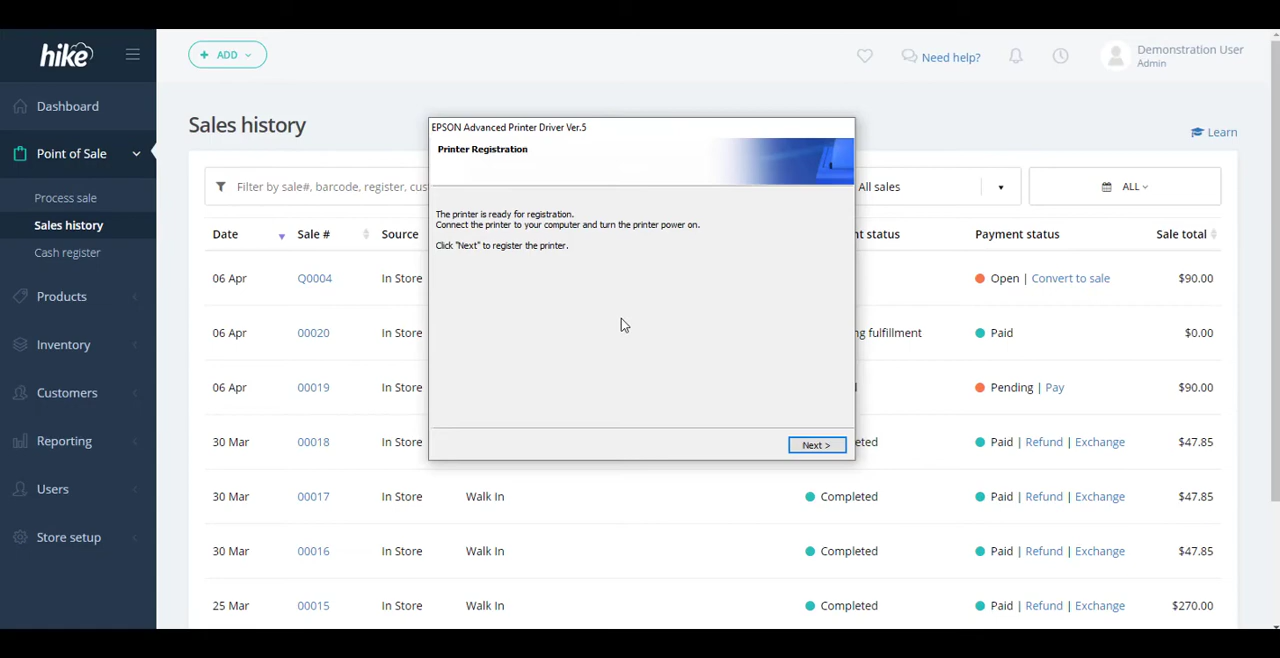 hike
ADD
Need help?
Demonstration User
Admin
Dashboard
Point of Sale
Process sale
Sales history
Cash register
Products
Inventory
Customers
Reporting
Users
Store setup
Sales history
Learn
Filter by sale#, barcode, register, cus
All sales
ALL
Date Sale # Source t status Payment status Sale total
06 Apr Q0004 In Store Open | Convert to sale $90.00
06 Apr 00020 In Store ng fulfillment Paid $0.00
06 Apr 00019 In Store d Pending | Pay $90.00
30 Mar 00018 In Store eted Paid | Refund | Exchange $47.85
30 Mar 00017 In Store Walk In Completed Paid | Refund | Exchange $47.85
30 Mar 00016 In Store Walk In Completed Paid | Refund | Exchange $47.85
25 Mar 00015 In Store Walk In Completed Paid | Refund | Exchange $270.00
EPSON Advanced Printer Driver Ver.5
Printer Registration
The printer is ready for registration.
Connect the printer to your computer and turn the printer power on.
Click "Next" to register the printer.
Next >